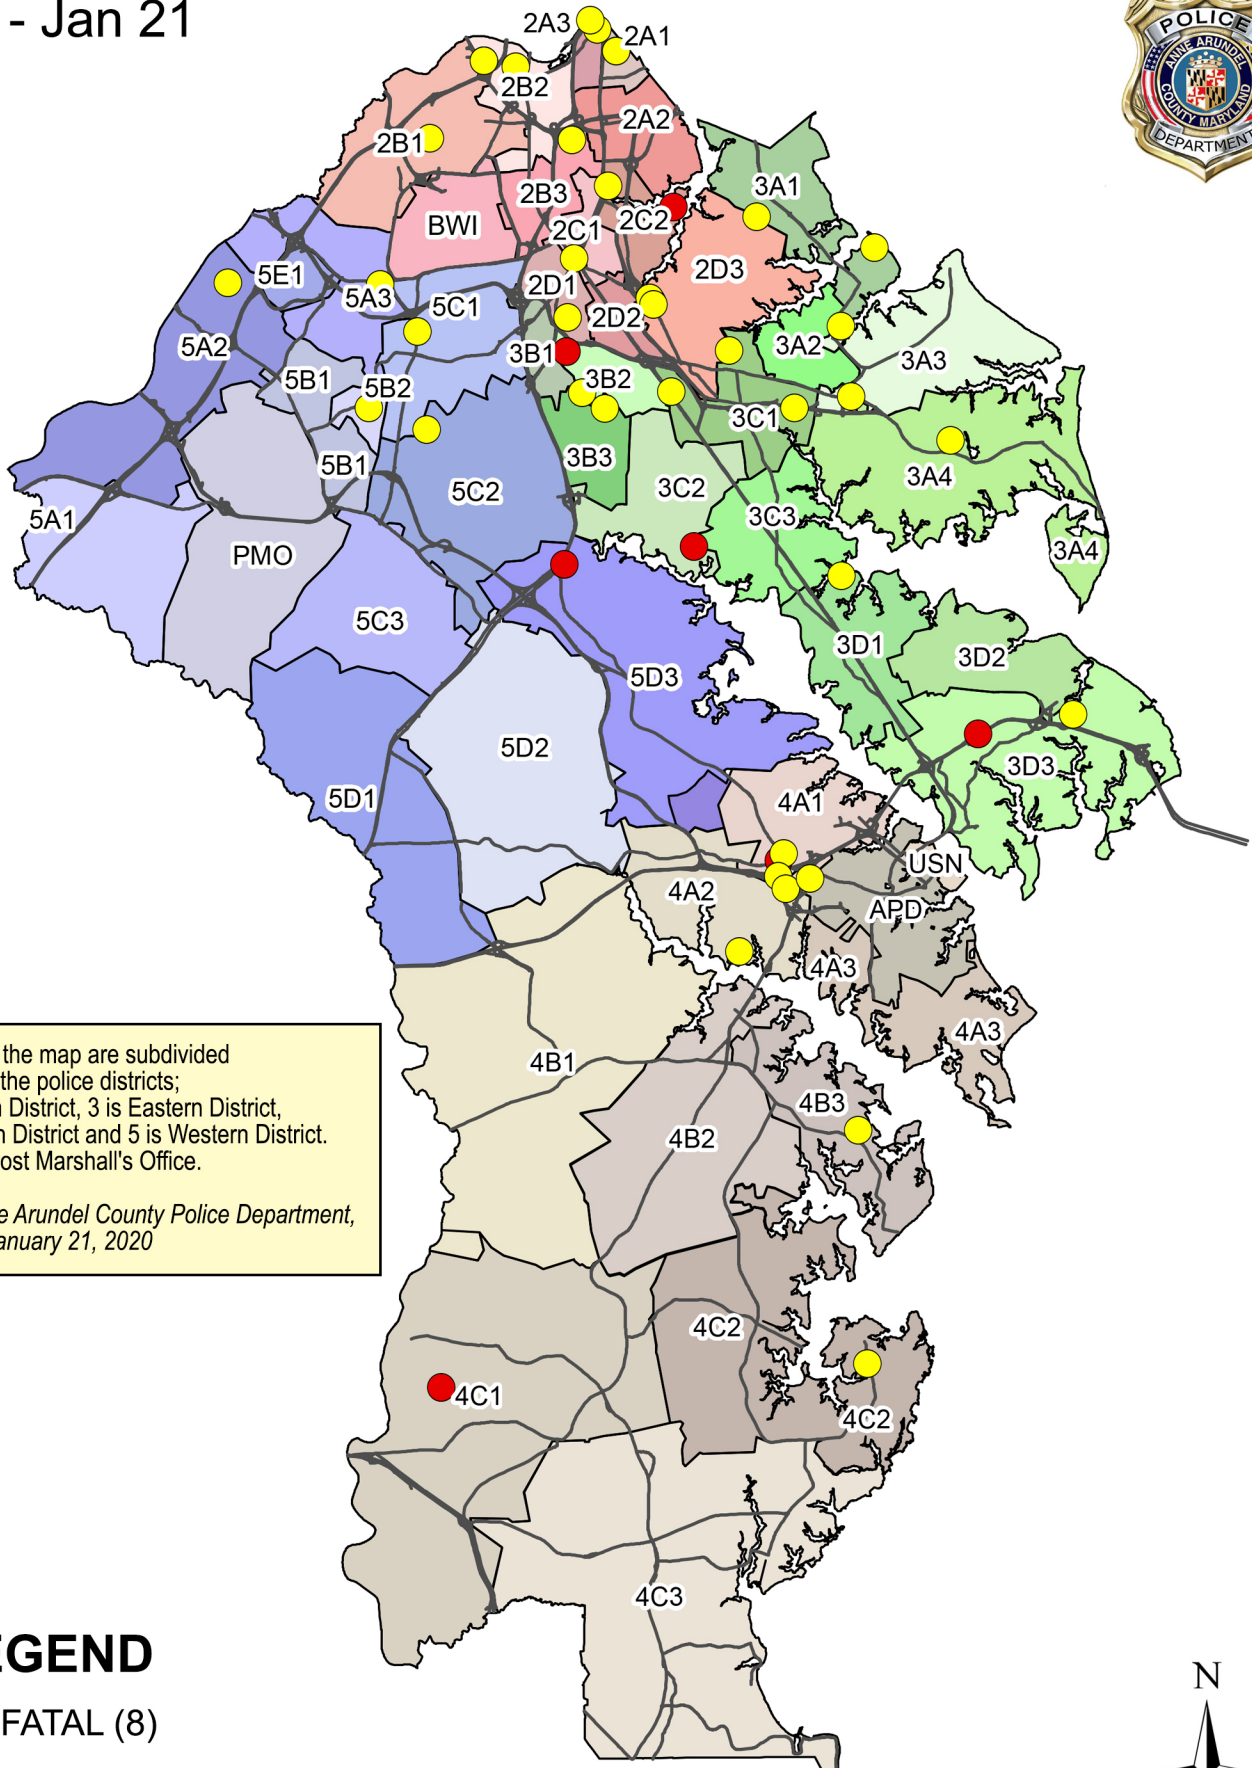 - Jan 21
POLICE
ANNE ARUNDEL
COUNTY MARYLAND
DEPARTMENT
2A3
2A1
2B2
2A2
2B1
3A1
2B3
BWI
2C1
2C2
2D3
5E1
2D1
5A3
5C1
2D2
5A2
3B1
3A2
3A3
5B1
5B2
3B2
3C1
3B3
5B1
5C2
3C2
3A4
5A1
3C3
PMO
3A4
5C3
3D1
3D2
5D3
5D2
3D3
5D1
4A1
USN
4A2
APD
4A3
4A3
4B1
4B3
4B2
the map are subdivided
the police districts;
District, 3 is Eastern District,
District and 5 is Western District.
Marshall's Office.
Arundel County Police Department,
21, 2020
4C2
4C1
4C2
4C3
FATAL (8)
N